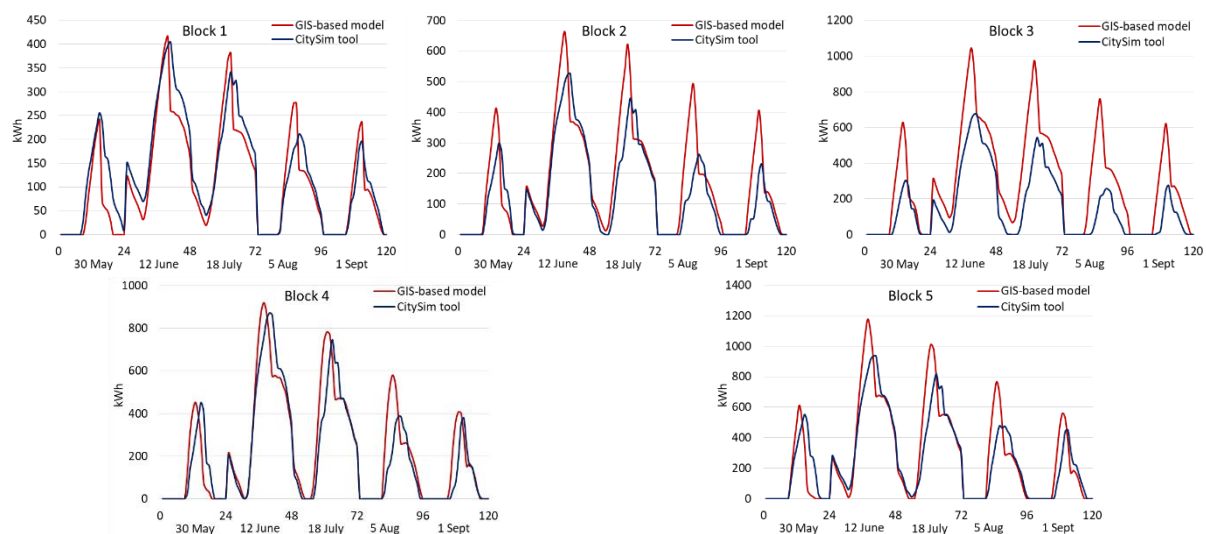 Block 1
GIS-based model
CitySim tool
kWh
450
400
350
300
250
200
150
100
50
0
0 24 48 72 96 120
30 May 12 June 18 July 5 Aug 1 Sept
Block 2
GIS-based model
CitySim tool
kWh
700
600
500
400
300
200
100
0
0 24 48 72 96 120
30 May 12 June 18 July 5 Aug 1 Sept
Block 3
GIS-based model
CitySim tool
kWh
1200
1000
800
600
400
200
0
0 24 48 72 96 120
30 May 12 June 18 July 5 Aug 1 Sept
Block 4
GIS-based model
CitySim tool
kWh
1000
800
600
400
200
0
0 24 48 72 96 120
30 May 12 June 18 July 5 Aug 1 Sept
Block 5
GIS-based model
CitySim tool
kWh
1400
1200
1000
800
600
400
200
0
0 24 48 72 96 120
30 May 12 June 18 July 5 Aug 1 Sept